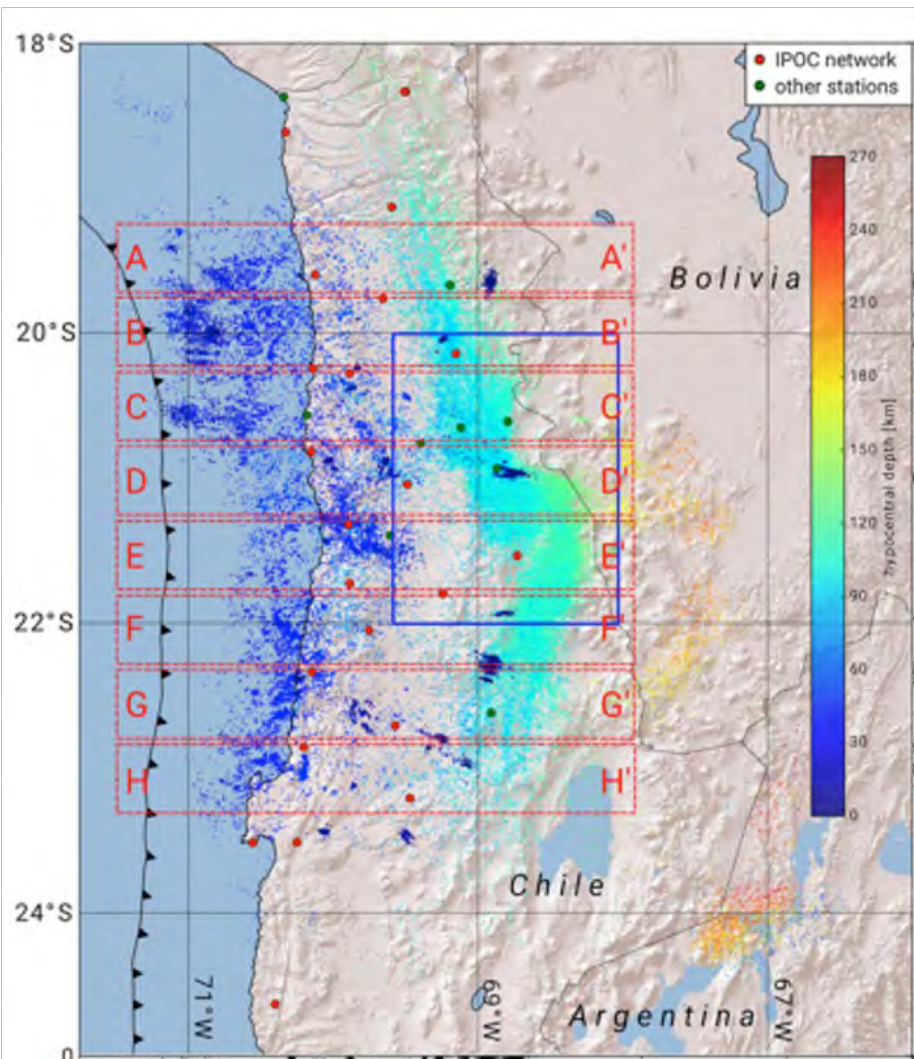 18°S
IPOC network
other stations
270
240
A A'
Bolivia
210
20°S
B B'
180
C C'
150
hypocentral depth [km]
D D'
120
E E'
90
22°S
F F'
60
G G'
30
H H'
0
Chile
24°S
71°W
69°W
67°W
Argentina